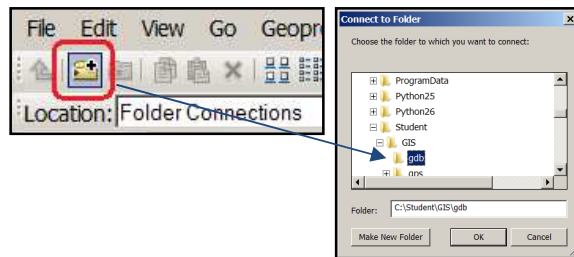 File Edit View Go Geopr
Location: Folder Connections
Connect to Folder
Choose the folder to which you want to connect:
ProgramData
Python25
Python26
Student
GIS
gdb
gps
Folder: C:\Student\GIS\gdb
Make New Folder OK Cancel